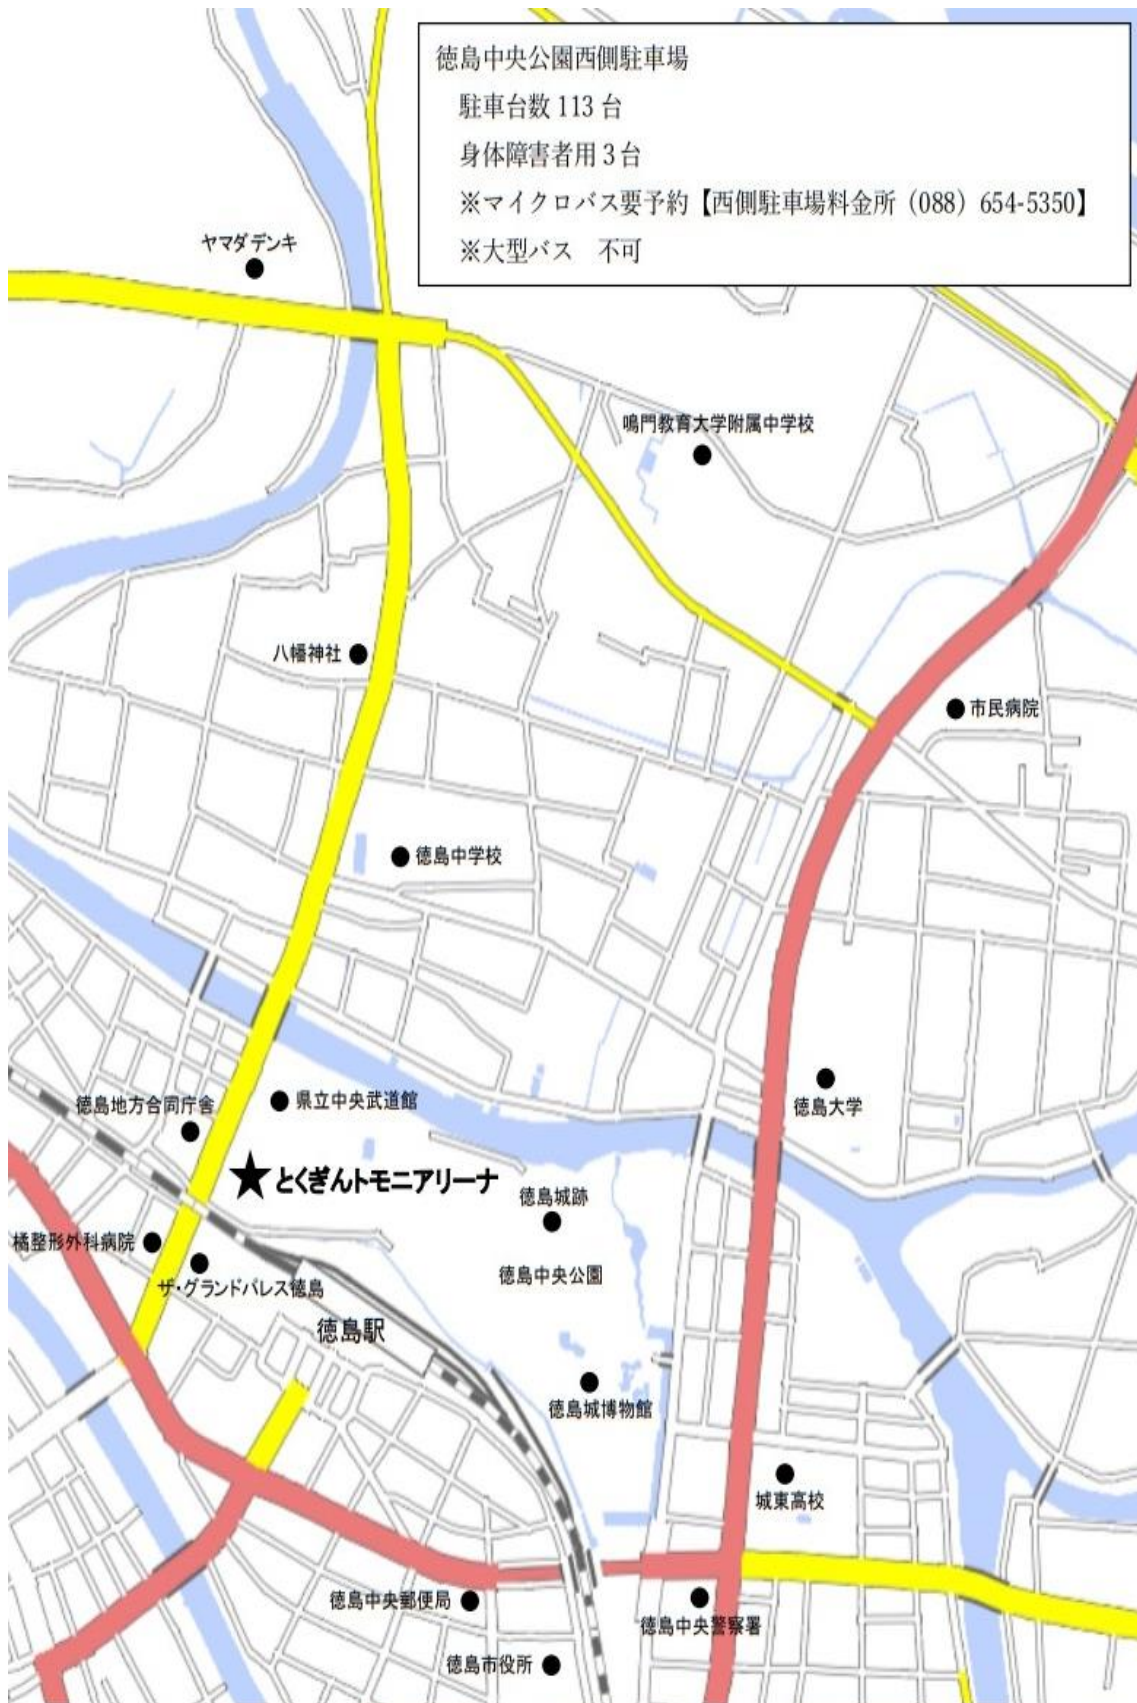 徳島中央公園西側駐車場
駐車台数 113 台
身体障害者用 3 台
※マイクロバス要予約【西側駐車場料金所（088）654-5350】
※大型バス　不可
ヤマダデンキ
鳴門教育大学附属中学校
八幡神社
市民病院
徳島中学校
徳島地方合同庁舎
県立中央武道館
徳島大学
★とくぎんトモニアリーナ
徳島城跡
橘整形外科病院
徳島中央公園
ザ・グランドパレス徳島
徳島駅
徳島城博物館
城東高校
徳島中央郵便局
徳島中央警察署
徳島市役所